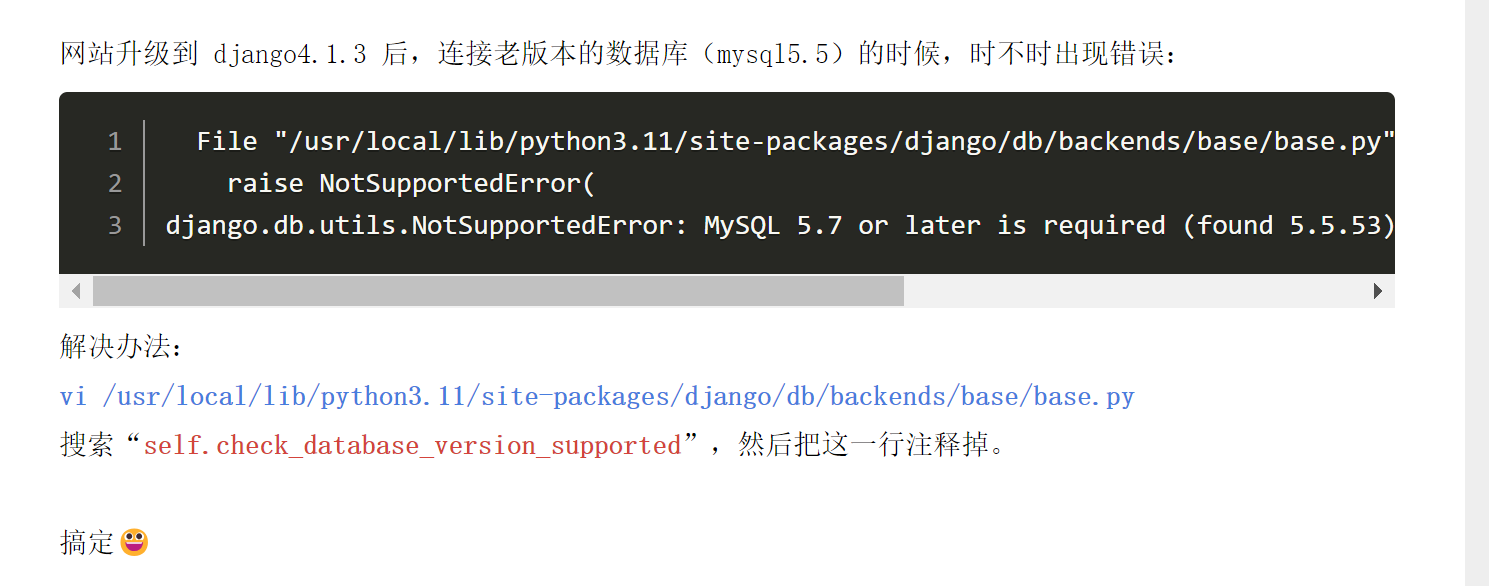 网站升级到 django4.1.3 后，连接老版本的数据库（mysql5.5）的时候，时不时出现错误：
1 File "/usr/local/lib/python3.11/site-packages/django/db/backends/base/base.py"
2 raise NotSupportedError(
3 django.db.utils.NotSupportedError: MySQL 5.7 or later is required (found 5.5.53)
解决办法：
vi /usr/local/lib/python3.11/site-packages/django/db/backends/base/base.py
搜索“self.check_database_version_supported”，然后把这一行注释掉。
搞定😀